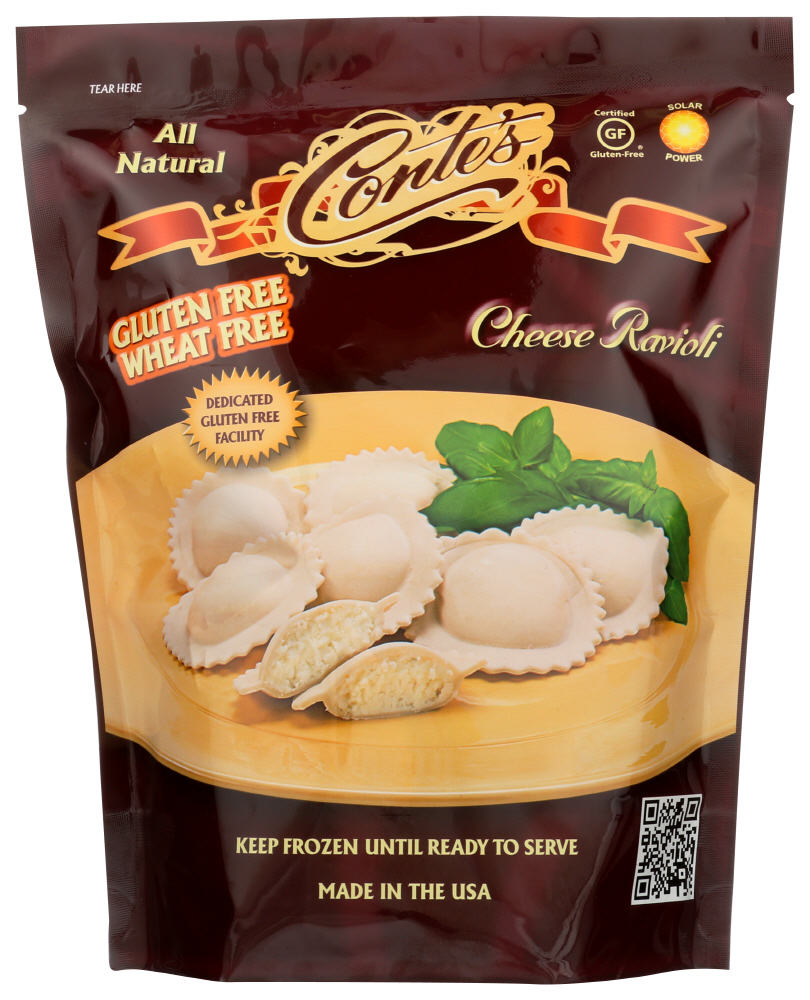 TEAR HERE
All
Natural
Conte's
Certified
GF
Gluten-Free
®
SOLAR
POWER
GLUTEN FREE
WHEAT FREE
Cheese Ravioli
DEDICATED
GLUTEN FREE
FACILITY
KEEP FROZEN UNTIL READY TO SERVE
MADE IN THE USA